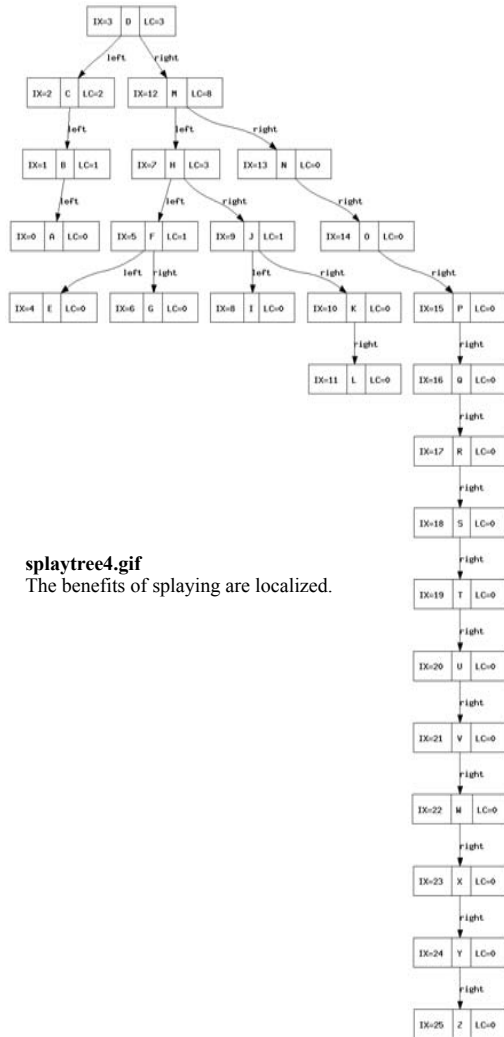 IX=3 D LC=3
left right
IX=2 C LC=2 IX=12 M LC=8
left left right
IX=1 B LC=1 IX=7 H LC=3 IX=13 N LC=0
left left right right
IX=0 A LC=0 IX=5 F LC=1 IX=9 J LC=1 IX=14 O LC=0
left right left right right
IX=4 E LC=0 IX=6 G LC=0 IX=8 I LC=0 IX=10 K LC=0 IX=15 P LC=0
right right
IX=11 L LC=0 IX=16 Q LC=0
right
IX=17 R LC=0
right
IX=18 S LC=0
right
IX=19 T LC=0
right
IX=20 U LC=0
right
IX=21 V LC=0
right
IX=22 W LC=0
right
IX=23 X LC=0
right
IX=24 Y LC=0
right
IX=25 Z LC=0
splaytree4.gif
The benefits of splaying are localized.